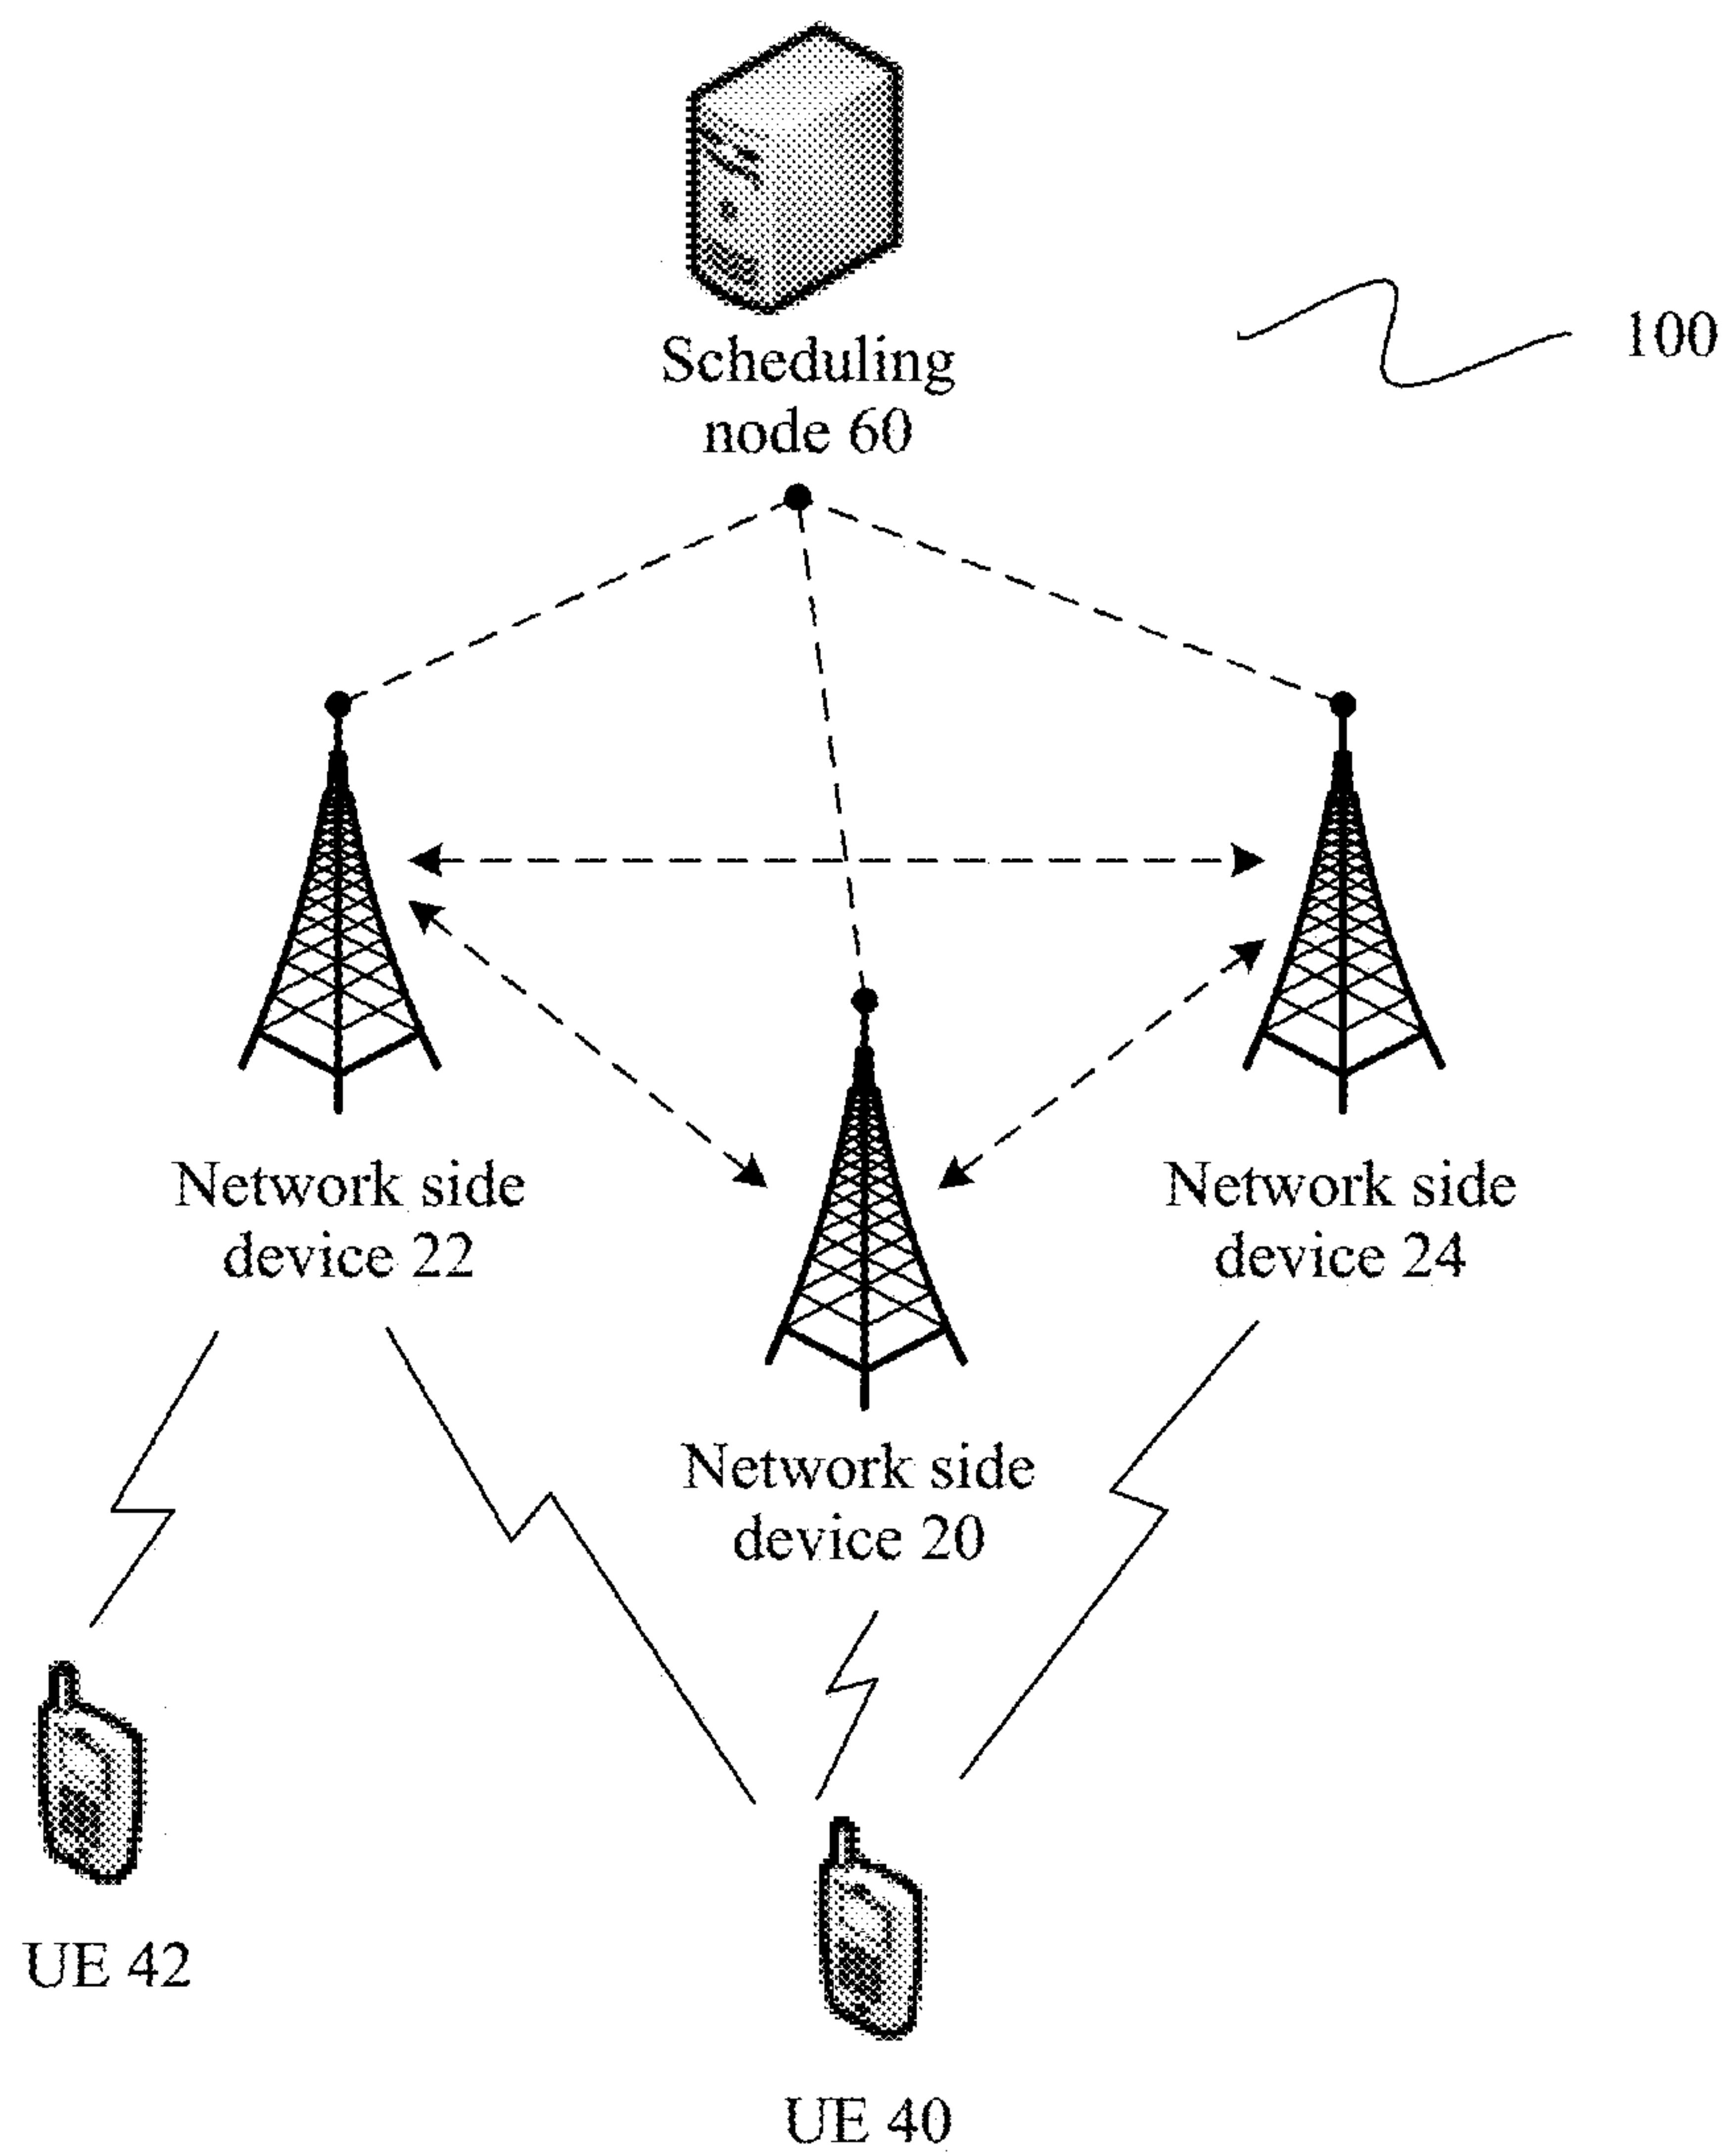 Scheduling
node 60
100
Network side
device 22
Network side
device 24
Network side
device 20
UE 42
UE 40